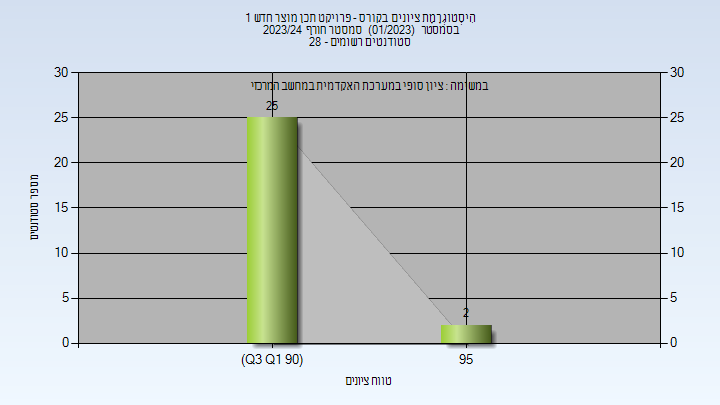 היסטוגרמת ציונים בקורס - פרויקט תכן מוצר חדש 1
בסמסטר (01/2023) סמסטר חורף 2023/24
סטודנטים רשומים - 28
במשימה : ציון סופי במערכת האקדמית במחשב המרכזי
30 30
25 25
20 20
15 15
10 10
5 5
0 0
25
2
מספר סטודנטים
(Q3 Q1 90) 95
טווח ציונים